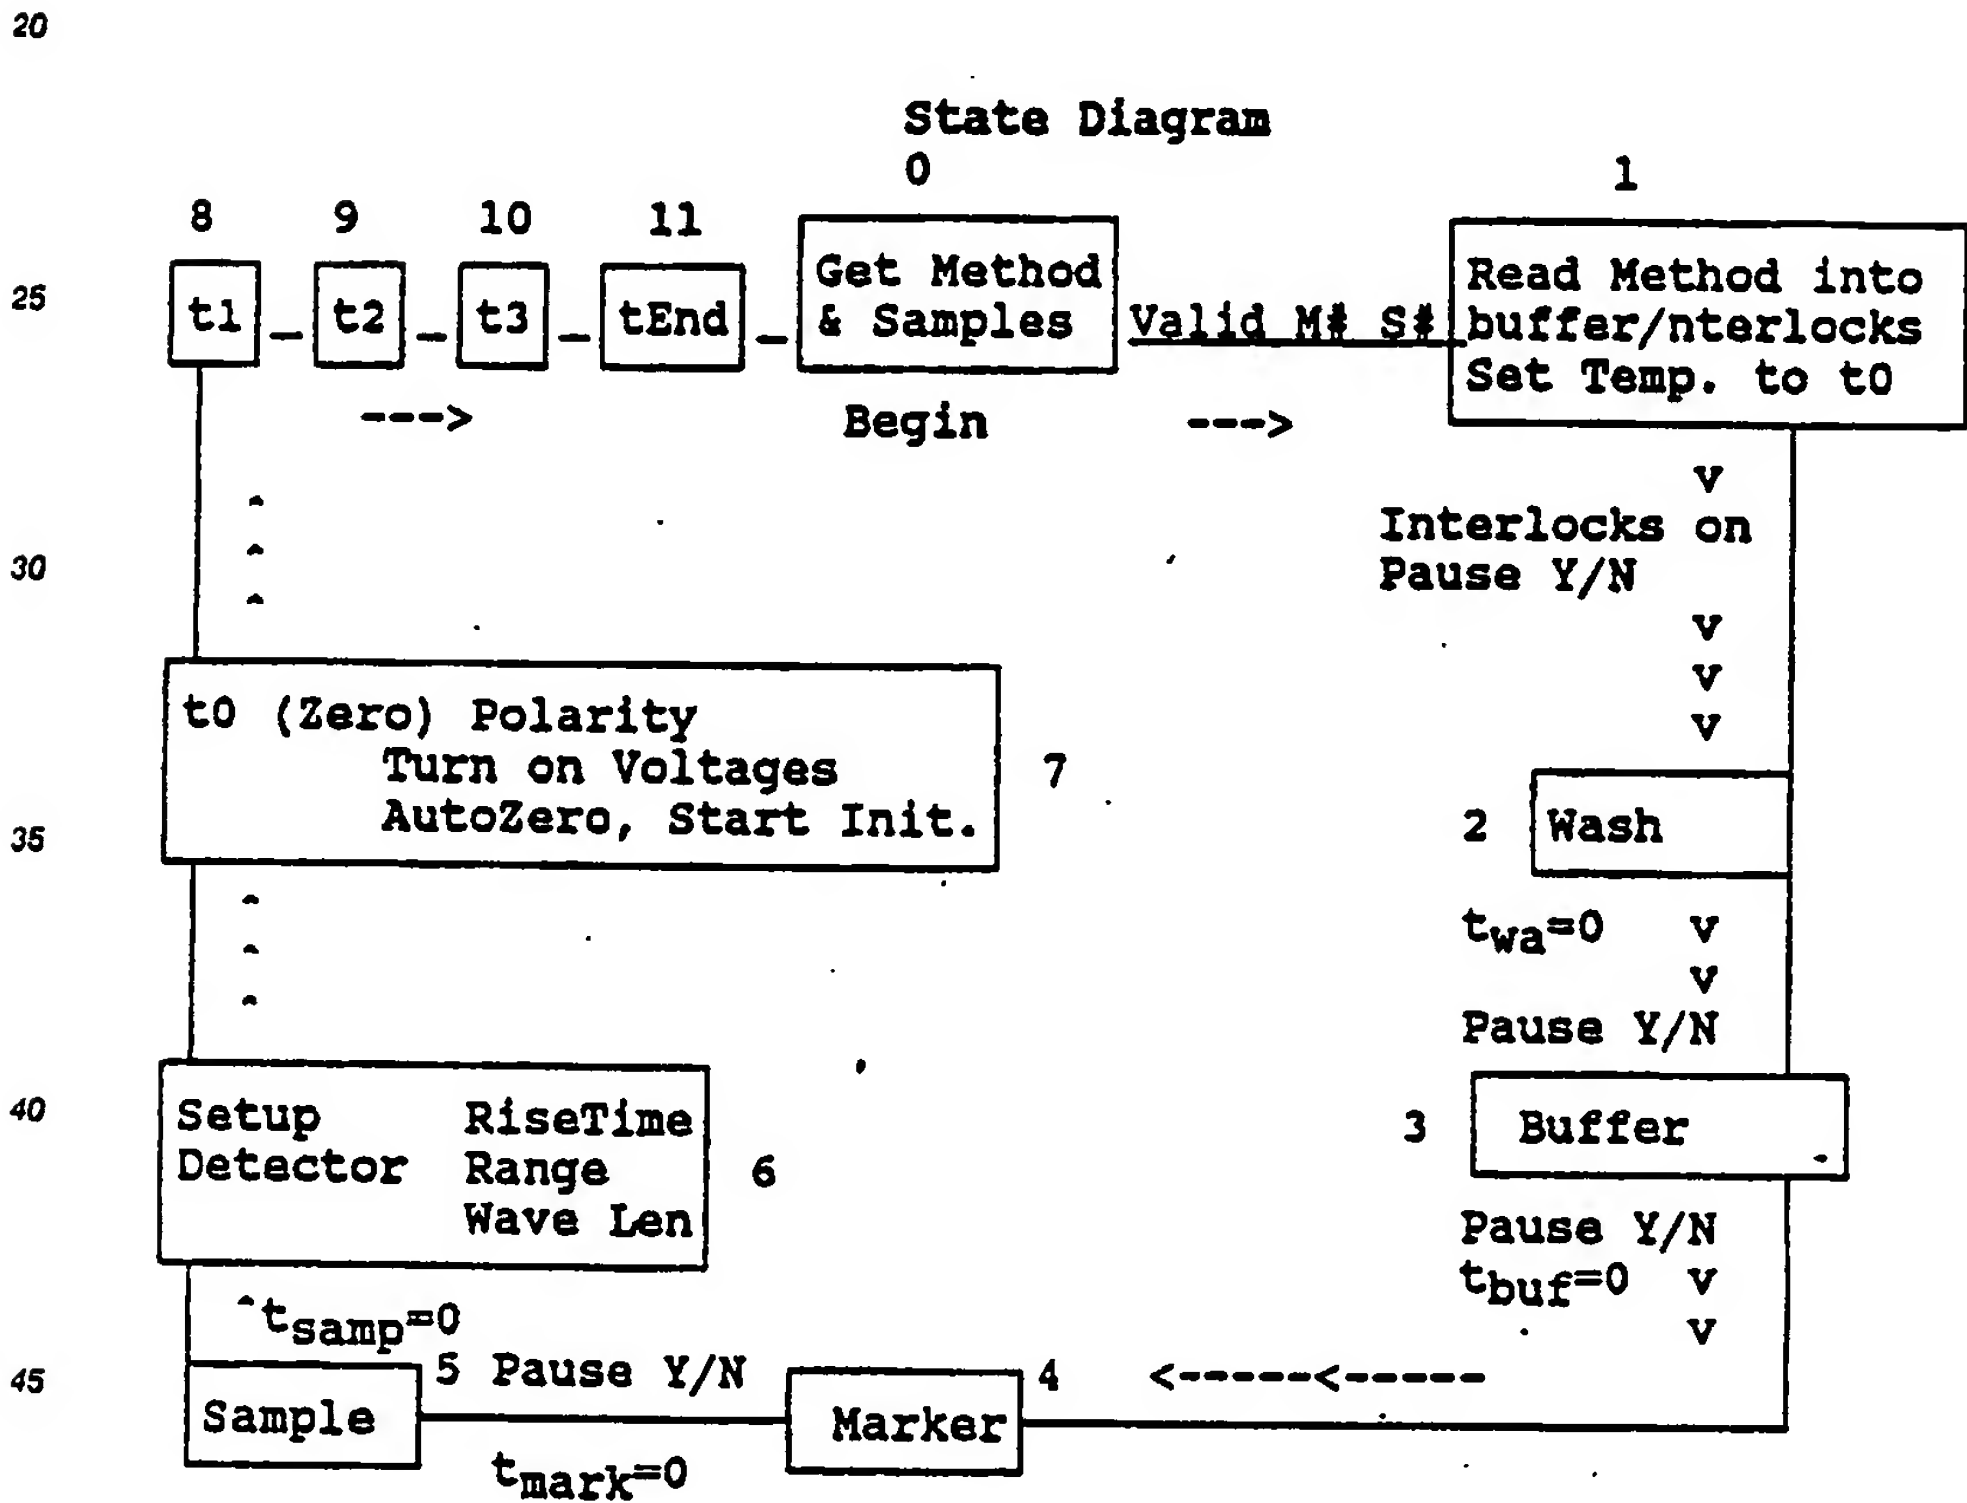 20
State Diagram
0
1
8 9 10 11
Get Method
& Samples
Read Method into
buffer/nterlocks
Set Temp. to t0
25
t1 _ t2 _ t3 _ tEnd _
Valid M# S#
---> Begin --->
v
Interlocks on
30
Pause Y/N
^
^
^
v
v
v
t0 (Zero) Polarity
Turn on Voltages
AutoZero, Start Init.
7
35
2 Wash
^
^
^
twa=0 v
v
Pause Y/N
40
Setup RiseTime
Detector Range
Wave Len
6
3 Buffer
Pause Y/N
tbuf=0 v
v
^tsamp=0
45
5 Pause Y/N
4
<-----<-----
Sample
Marker
tmark=0